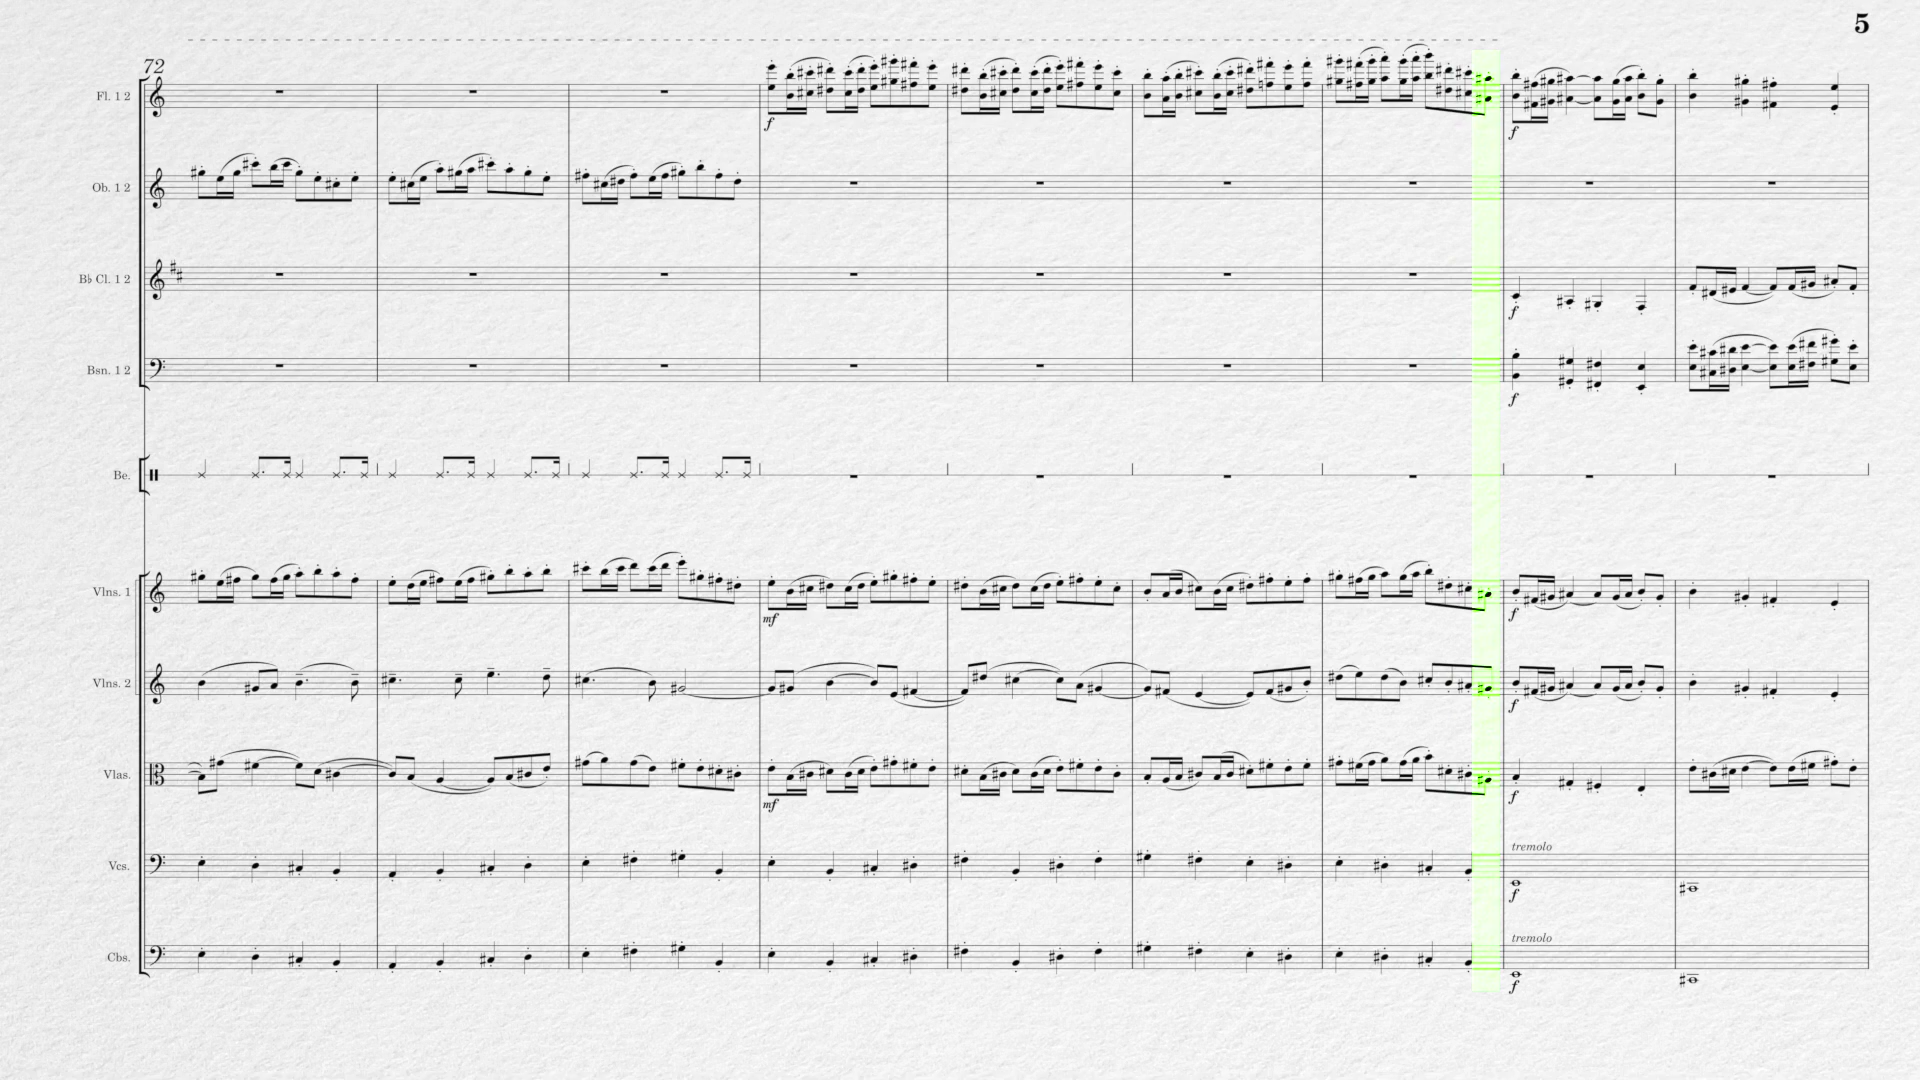 5
72
Fl. 1 2
f
f
Ob. 1 2
B♭ Cl. 1 2
f
Bsn. 1 2
f
Be.
Vlns. 1
mf
f
Vlns. 2
f
Vlas.
mf
f
Vcs.
tremolo
f
Cbs.
tremolo
f